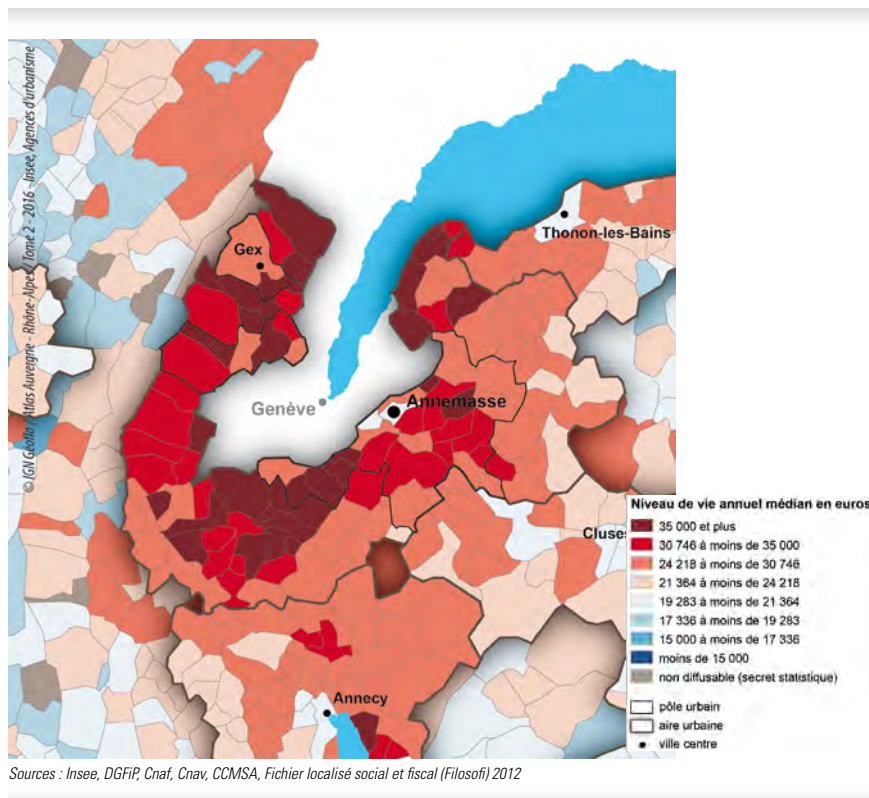 © IGN Géofla / Atlas Auvergne - Rhône-Alpes / Tome 2 - 2016 - Insee, Agences d'urbanisme
Gex
Thonon-les-Bains
Genève
Annemasse
Cluses
Annecy
Niveau de vie annuel médian en euros
35 000 et plus
30 746 à moins de 35 000
24 218 à moins de 30 746
21 364 à moins de 24 218
19 283 à moins de 21 364
17 336 à moins de 19 283
15 000 à moins de 17 336
moins de 15 000
non diffusable (secret statistique)
pôle urbain
aire urbaine
ville centre
Sources : Insee, DGFiP, Cnaf, Cnav, CCMSA, Fichier localisé social et fiscal (Filosofi) 2012